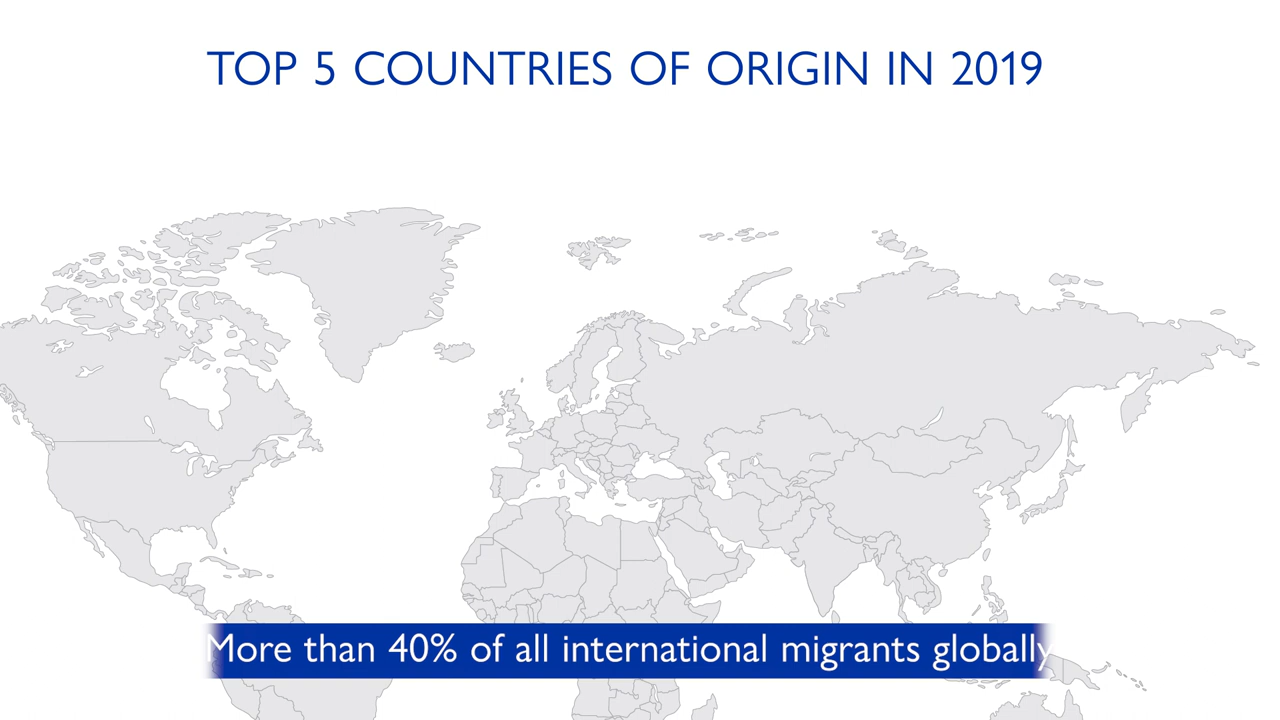 TOP 5 COUNTRIES OF ORIGIN IN 2019
More than 40% of all international migrants globally